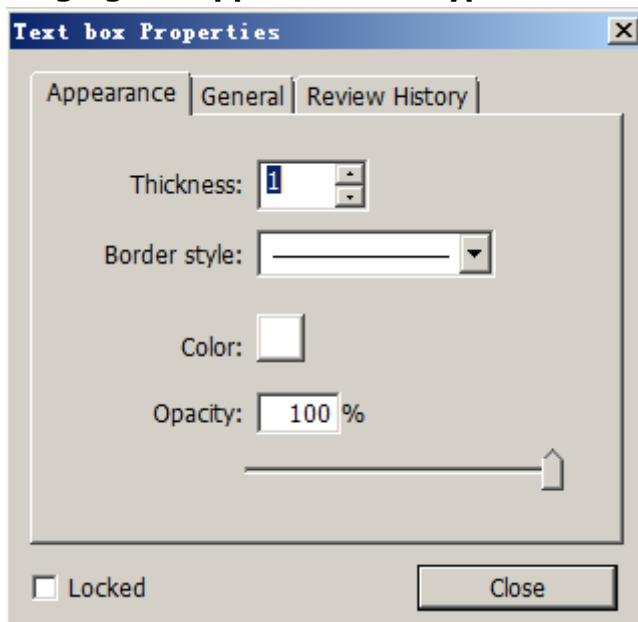 Text box Properties
Appearance General Review History
Thickness: 1
Border style:
Color:
Opacity: 100 %
Locked Close